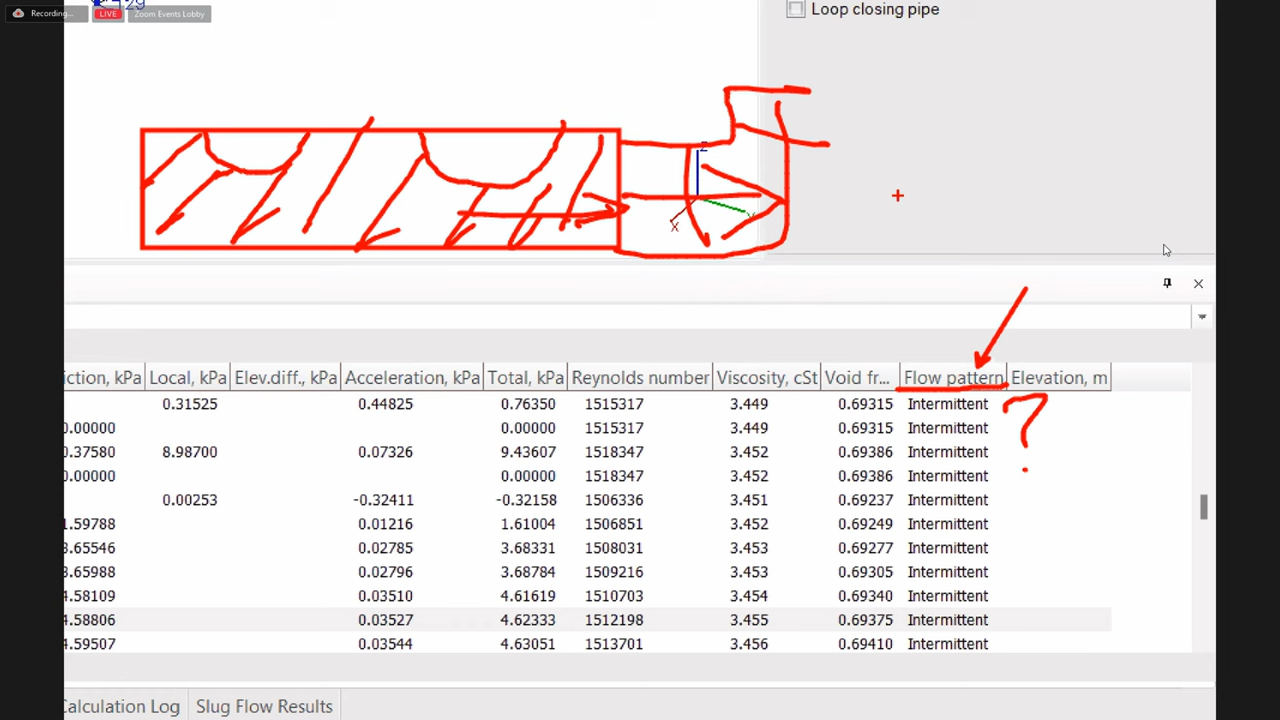 Recording...
LIVE
Zoom Events Lobby
129
Loop closing pipe
Z
X
iction, kPa Local, kPa Elev.diff., kPa Acceleration, kPa Total, kPa Reynolds number Viscosity, cSt Void fr... Flow pattern Elevation, m
0.31525 0.44825 0.76350 1515317 3.449 0.69315 Intermittent
0.00000 0.00000 1515317 3.449 0.69315 Intermittent
0.37580 8.98700 0.07326 9.43607 1518347 3.452 0.69386 Intermittent
0.00000 0.00000 1518347 3.452 0.69386 Intermittent
0.00253 -0.32411 -0.32158 1506336 3.451 0.69237 Intermittent
1.59788 0.01216 1.61004 1506851 3.452 0.69249 Intermittent
3.65546 0.02785 3.68331 1508031 3.453 0.69277 Intermittent
3.65988 0.02796 3.68784 1509216 3.453 0.69305 Intermittent
4.58109 0.03510 4.61619 1510703 3.454 0.69340 Intermittent
4.58806 0.03527 4.62333 1512198 3.455 0.69375 Intermittent
4.59507 0.03544 4.63051 1513701 3.456 0.69410 Intermittent
?
Calculation Log Slug Flow Results